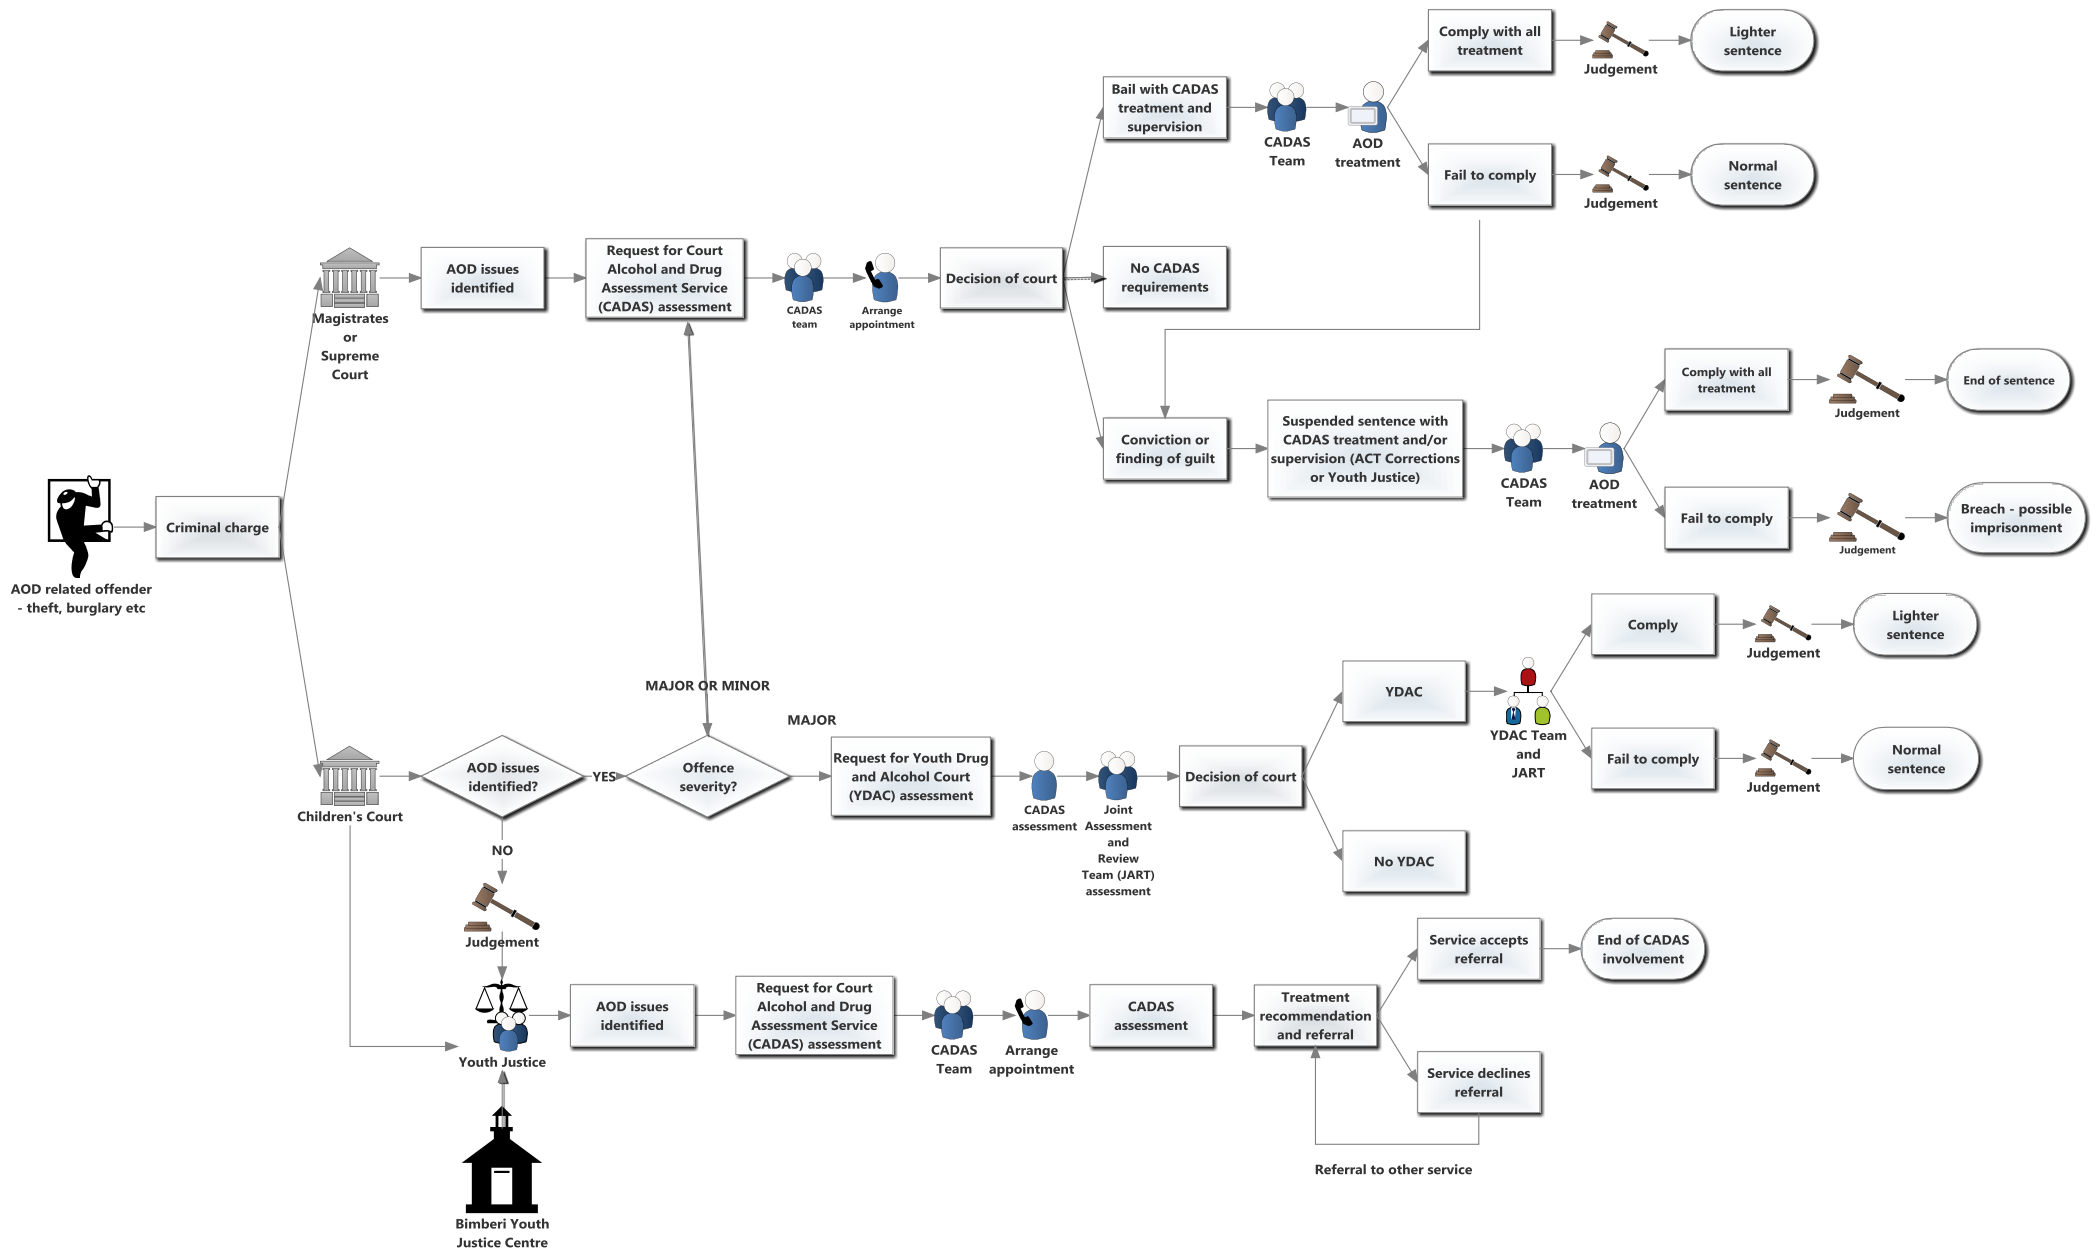 Comply with all
treatment
Judgement
Lighter
sentence
Bail with CADAS
treatment and
supervision
CADAS
Team
AOD
treatment
Fail to comply
Judgement
Normal
sentence
Magistrates
or
Supreme
Court
AOD issues
identified
Request for Court
Alcohol and Drug
Assessment Service
(CADAS) assessment
CADAS
team
Arrange
appointment
Decision of court
No CADAS
requirements
Conviction or
finding of guilt
Suspended sentence with
CADAS treatment and/or
supervision (ACT Corrections
or Youth Justice)
CADAS
Team
AOD
treatment
Comply with all
treatment
Judgement
End of sentence
Fail to comply
Judgement
Breach - possible
imprisonment
AOD related offender
- theft, burglary etc
Criminal charge
MAJOR OR MINOR
MAJOR
Children's Court
AOD issues
identified?
YES
Offence
severity?
Request for Youth Drug
and Alcohol Court
(YDAC) assessment
CADAS
assessment
Joint
Assessment
and
Review
Team (JART)
assessment
Decision of court
YDAC
YDAC Team
and
JART
Comply
Judgement
Lighter
sentence
Fail to comply
Judgement
Normal
sentence
No YDAC
NO
Judgement
Youth Justice
AOD issues
identified
Request for Court
Alcohol and Drug
Assessment Service
(CADAS) assessment
CADAS
Team
Arrange
appointment
CADAS
assessment
Treatment
recommendation
and referral
Service accepts
referral
End of CADAS
involvement
Service declines
referral
Referral to other service
Bimberi Youth
Justice Centre